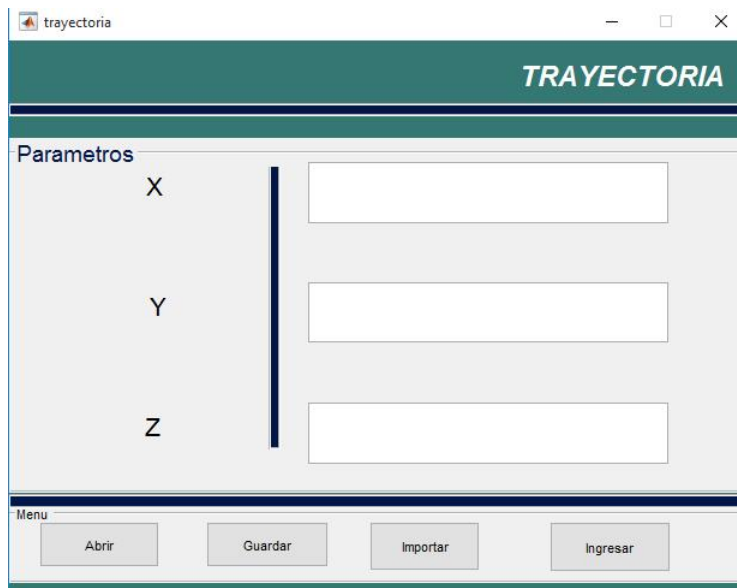 trayectoria
TRAYECTORIA
Parametros
X
Y
Z
Menu
Abrir Guardar Importar Ingresar